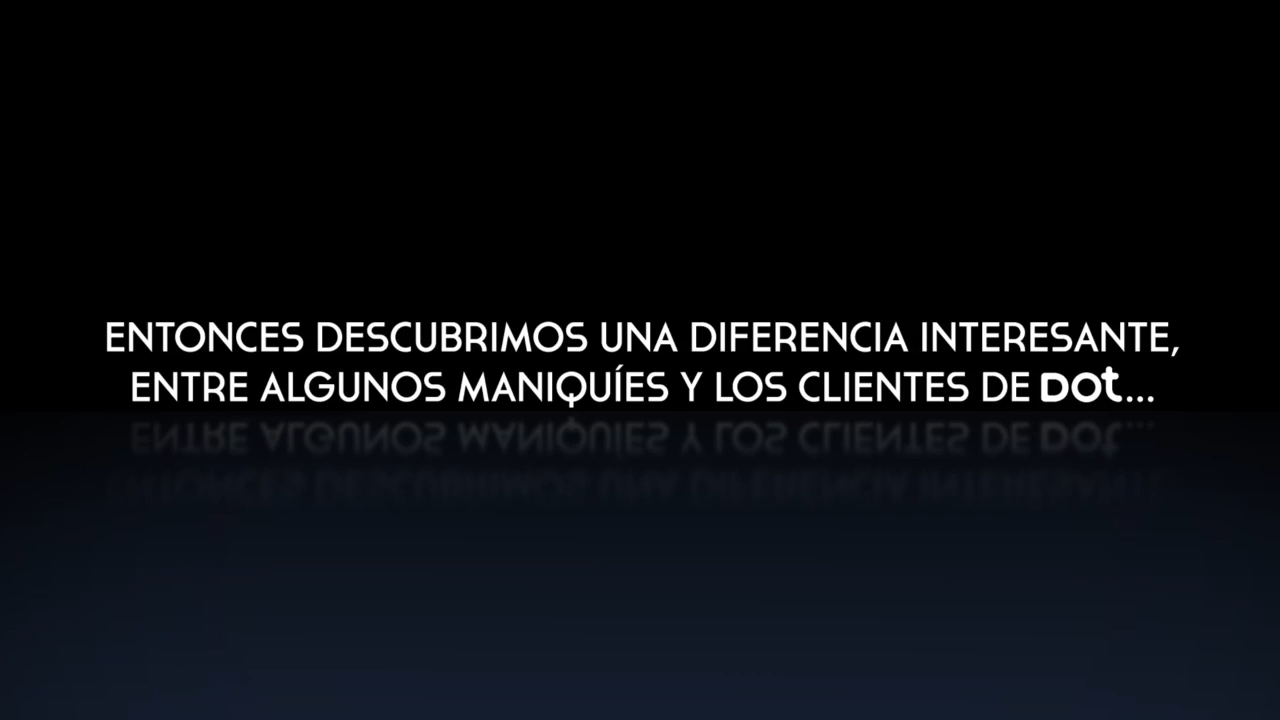 ENTONCES DESCUBRIMOS UNA DIFERENCIA INTERESANTE,
ENTRE ALGUNOS MANIQUÍES Y LOS CLIENTES DE DOt...